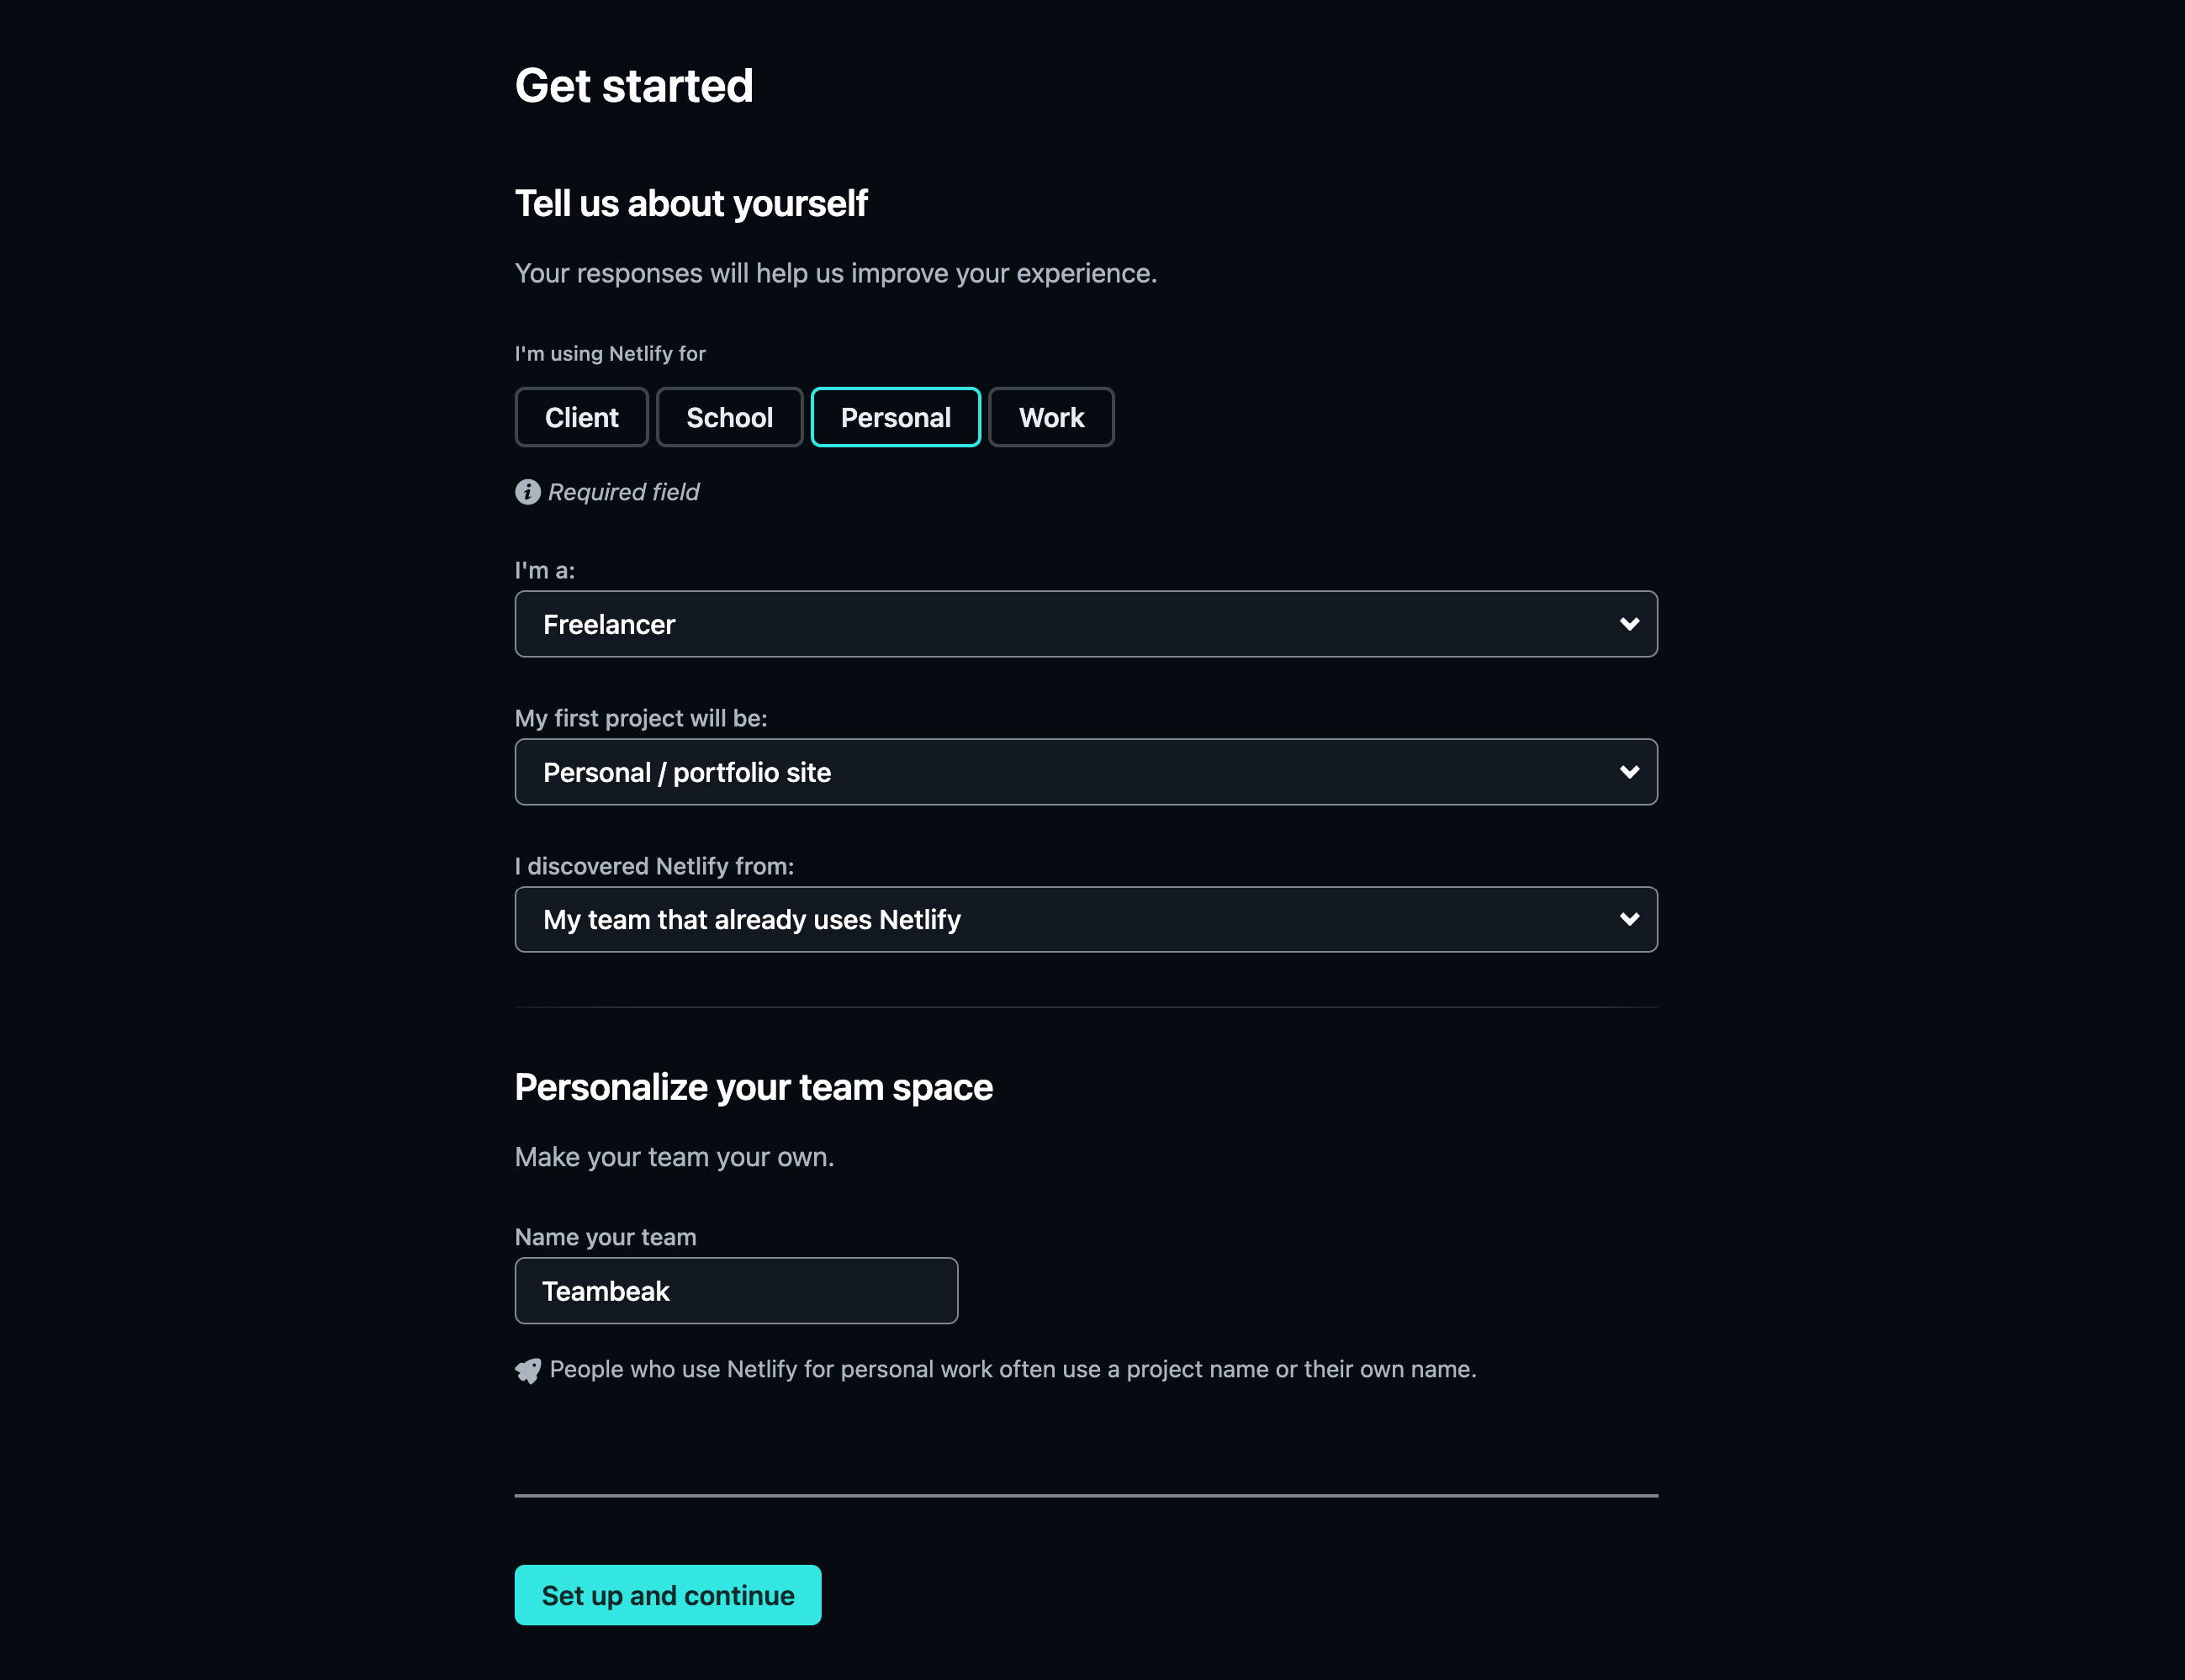 Get started
Tell us about yourself
Your responses will help us improve your experience.
I'm using Netlify for
Client School Personal Work
Required field
I'm a:
Freelancer
My first project will be:
Personal / portfolio site
I discovered Netlify from:
My team that already uses Netlify
Personalize your team space
Make your team your own.
Name your team
Teambeak
People who use Netlify for personal work often use a project name or their own name.
Set up and continue